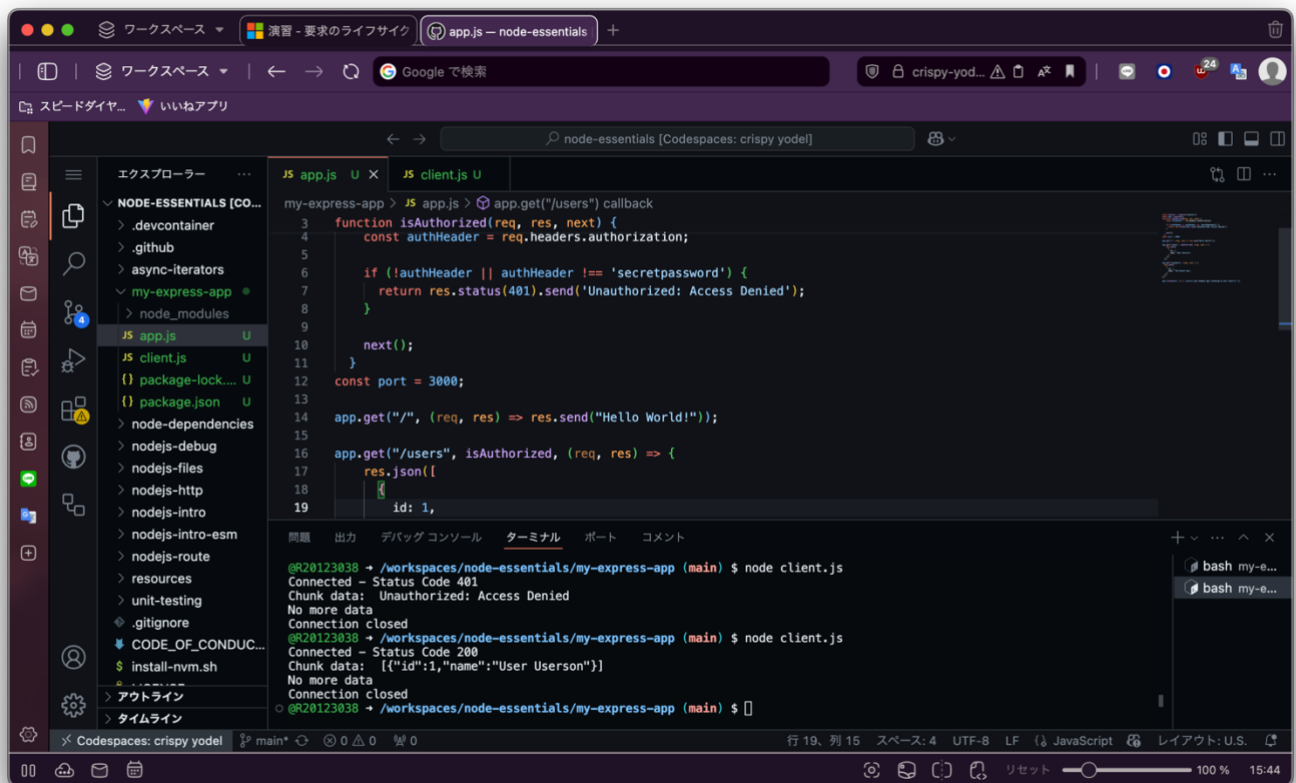 ワークスペース
演習 - 要求のライフサイク
app.js — node-essentials
ワークスペース
Google で検索
crispy-yod...
24
スピードダイヤ...
いいねアプリ
node-essentials [Codespaces: crispy yodel]
エクスプローラー
NODE-ESSENTIALS [CO...
.devcontainer
.github
async-iterators
my-express-app
node_modules
JS app.js U
JS client.js U
{} package-lock.... U
{} package.json U
node-dependencies
nodejs-debug
nodejs-files
nodejs-http
nodejs-intro
nodejs-intro-esm
nodejs-route
resources
unit-testing
.gitignore
CODE_OF_CONDUC...
$ install-nvm.sh
アウトライン
タイムライン
4
JS app.js U
JS client.js U
my-express-app > JS app.js > app.get("/users") callback
3 function isAuthorized(req, res, next) {
4 const authHeader = req.headers.authorization;
5
6 if (!authHeader || authHeader !== 'secretpassword') {
7 return res.status(401).send('Unauthorized: Access Denied');
8 }
9
10 next();
11 }
12 const port = 3000;
13
14 app.get("/", (req, res) => res.send("Hello World!"));
15
16 app.get("/users", isAuthorized, (req, res) => {
17 res.json([
18 {
19 id: 1,
問題 出力 デバッグ コンソール ターミナル ポート コメント
@R20123038 → /workspaces/node-essentials/my-express-app (main) $ node client.js
Connected – Status Code 401
Chunk data: Unauthorized: Access Denied
No more data
Connection closed
@R20123038 → /workspaces/node-essentials/my-express-app (main) $ node client.js
Connected – Status Code 200
Chunk data: [{"id":1,"name":"User Userson"}]
No more data
Connection closed
@R20123038 → /workspaces/node-essentials/my-express-app (main) $
bash my-e...
bash my-e...
Codespaces: crispy yodel main* 0 0 0 行 19、列 15 スペース: 4 UTF-8 LF {} JavaScript レイアウト: U.S.
リセット 100 % 15:44